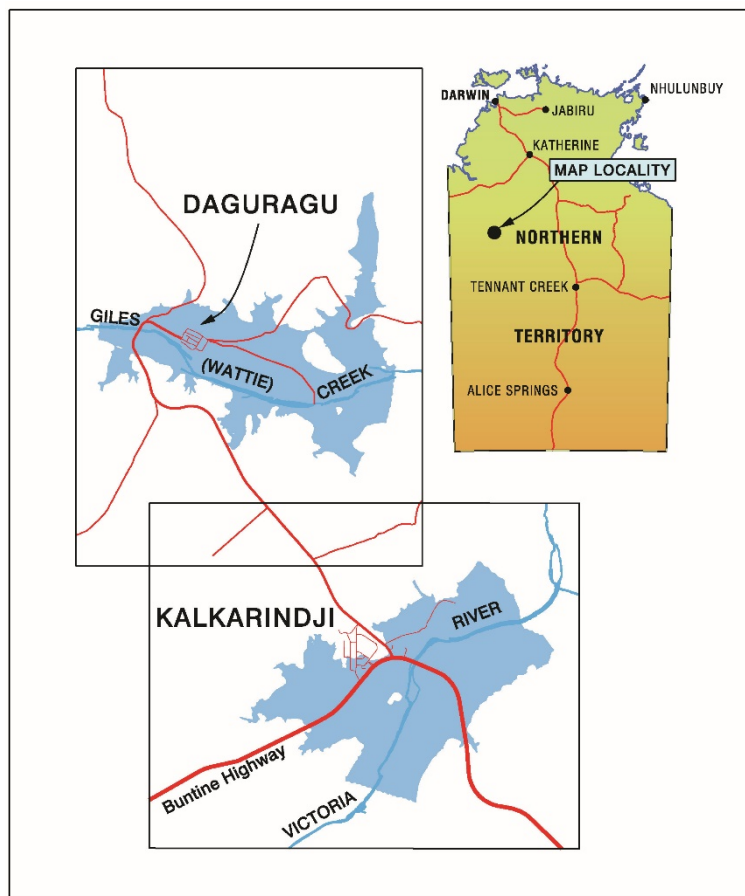 DARWIN
NHULUNBUY
JABIRU
KATHERINE
MAP LOCALITY
NORTHERN
TENNANT CREEK
TERRITORY
ALICE SPRINGS
DAGURAGU
GILES
(WATTIE)
CREEK
KALKARINDJI
RIVER
Buntine Highway
VICTORIA